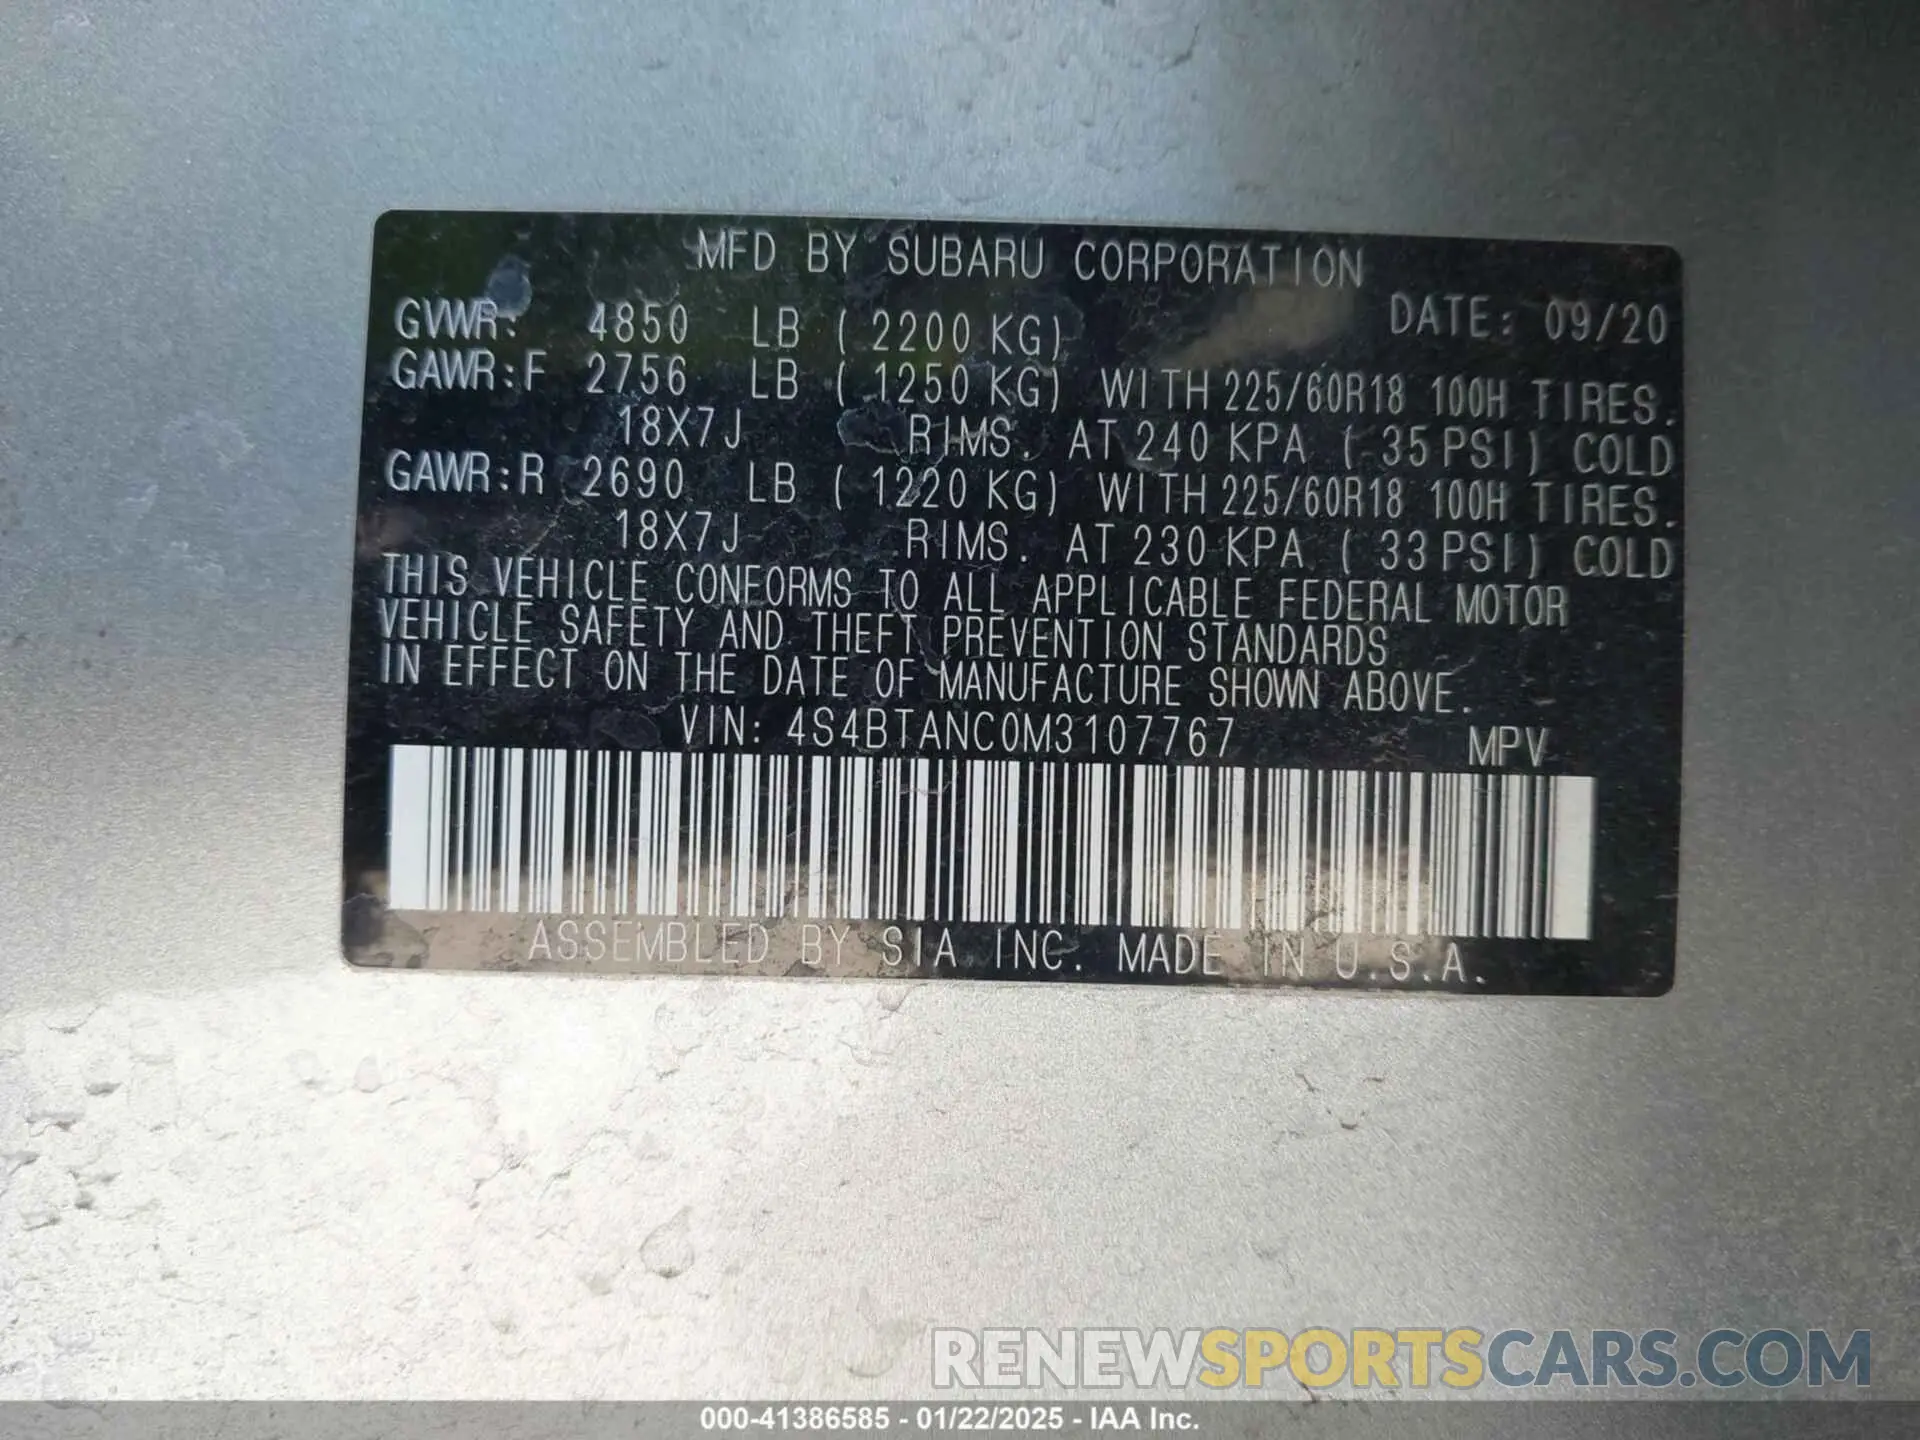 MFD BY SUBARU CORPORATION
DATE: 09/20
GVWR: 4850 LB ( 2200 KG)
GAWR:F 2756 LB ( 1250 KG) WITH 225/60R18 100H TIRES.
18X7J RIMS. AT 240 KPA ( 35 PSI) COLD
GAWR:R 2690 LB ( 1220 KG) WITH 225/60R18 100H TIRES.
18X7J RIMS. AT 230 KPA ( 33 PSI) COLD
THIS VEHICLE CONFORMS TO ALL APPLICABLE FEDERAL MOTOR
VEHICLE SAFETY AND THEFT PREVENTION STANDARDS
IN EFFECT ON THE DATE OF MANUFACTURE SHOWN ABOVE.
VIN: 4S4BTANC0M3107767 MPV
ASSEMBLED BY SIA INC. MADE IN U.S.A.
RENEWSPORTSCARS.COM
000-41386585 - 01/22/2025 - IAA Inc.